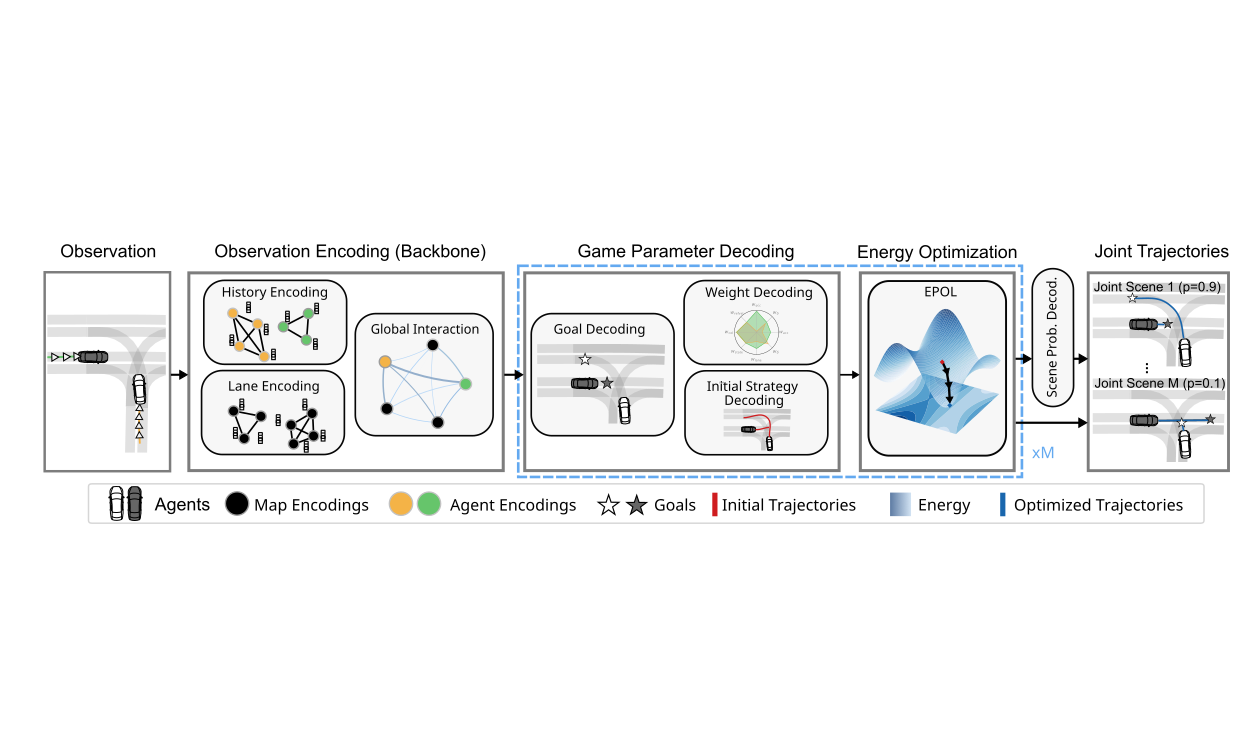 Observation
Observation Encoding (Backbone)
Game Parameter Decoding
Energy Optimization
Joint Trajectories
History Encoding
Lane Encoding
Global Interaction
Goal Decoding
Weight Decoding
Initial Strategy
Decoding
EPOL
Scene Prob. Decod.
xM
Joint Scene 1 (p=0.9)
Joint Scene M (p=0.1)
Agents
Map Encodings
Agent Encodings
Goals
Initial Trajectories
Energy
Optimized Trajectories